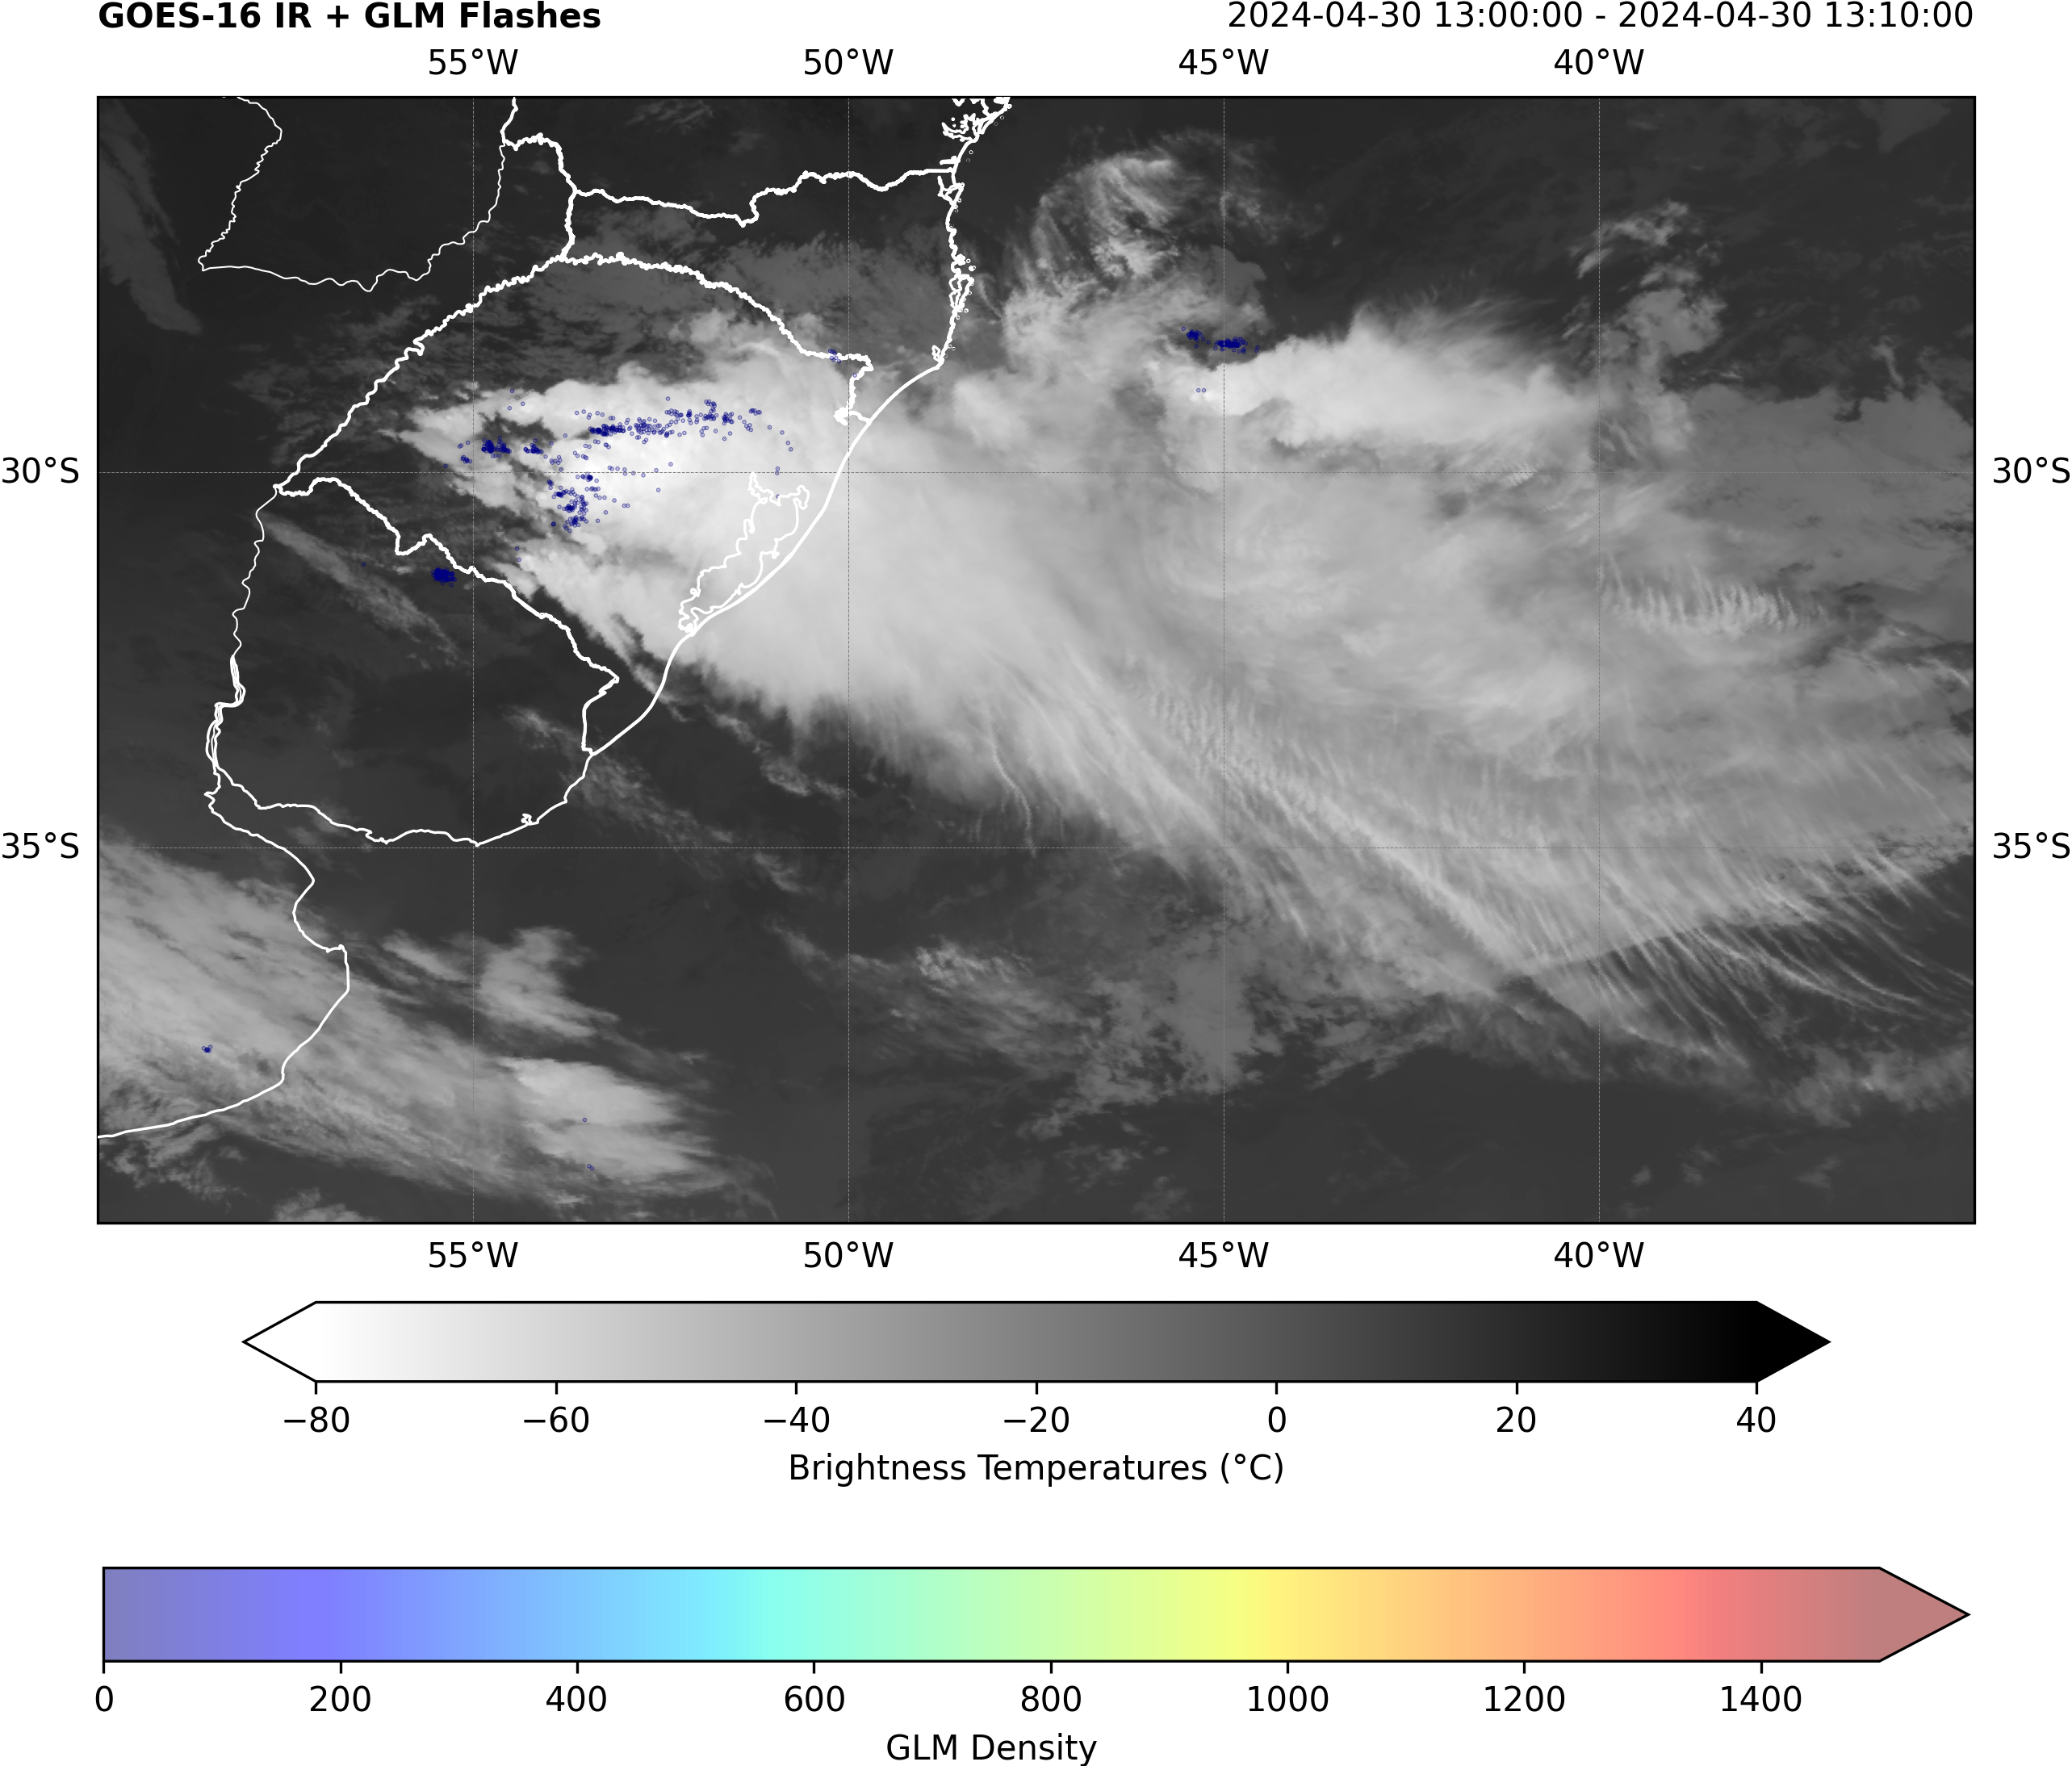 GOES-16 IR + GLM Flashes 2024-04-30 13:00:00 - 2024-04-30 13:10:00
55°W 50°W 45°W 40°W
30°S 30°S
35°S 35°S
55°W 50°W 45°W 40°W
−80 −60 −40 −20 0 20 40
Brightness Temperatures (°C)
0 200 400 600 800 1000 1200 1400
GLM Density